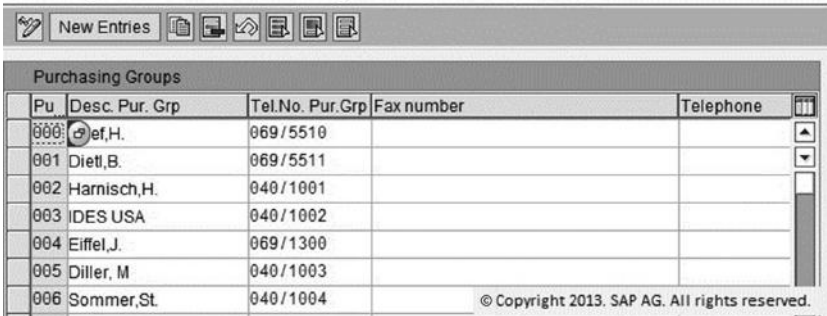 New Entries
Purchasing Groups
Pu Desc. Pur. Grp Tel.No. Pur.Grp Fax number Telephone
000 ef,H. 069/5510
001 Dietl,B. 069/5511
002 Harnisch,H. 040/1001
003 IDES USA 040/1002
004 Eiffel,J. 069/1300
005 Diller, M 040/1003
006 Sommer,St. 040/1004
© Copyright 2013. SAP AG. All rights reserved.